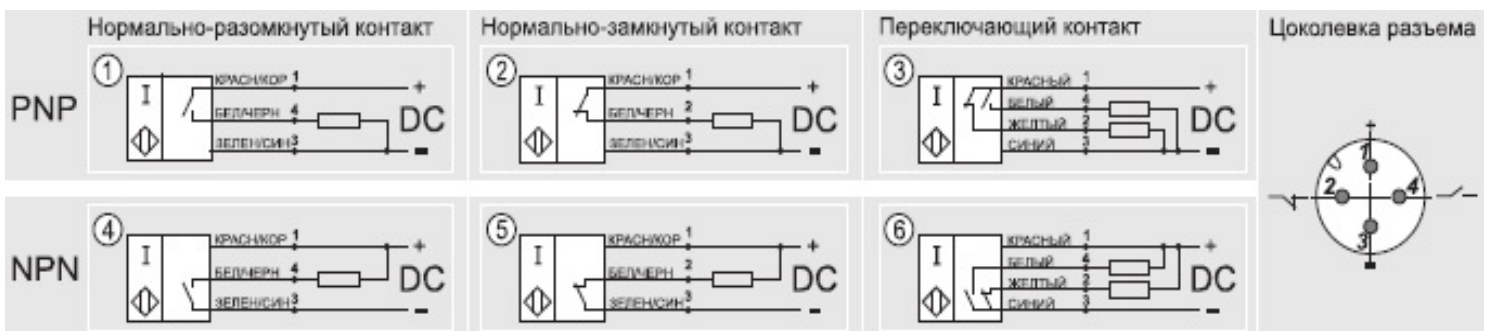 Нормально-разомкнутый контакт
Нормально-замкнутый контакт
Переключающий контакт
Цоколевка разъема
PNP
1
I
КРАСН/КОР 1
БЕЛ/ЧЕРН 4
ЗЕЛЕН/СИН 3
+
DC
-
2
I
КРАСН/КОР 1
БЕЛ/ЧЕРН 2
ЗЕЛЕН/СИН 3
+
DC
-
3
I
КРАСНЫЙ 1
БЕЛЫЙ 4
ЖЕЛТЫЙ 2
СИНИЙ 3
+
DC
-
+
1
2
4
3
-
NPN
4
I
КРАСН/КОР 1
БЕЛ/ЧЕРН 4
ЗЕЛЕН/СИН 3
+
DC
-
5
I
КРАСН/КОР 1
БЕЛ/ЧЕРН 2
ЗЕЛЕН/СИН 3
+
DC
-
6
I
КРАСНЫЙ 1
БЕЛЫЙ 4
ЖЕЛТЫЙ 2
СИНИЙ 3
+
DC
-